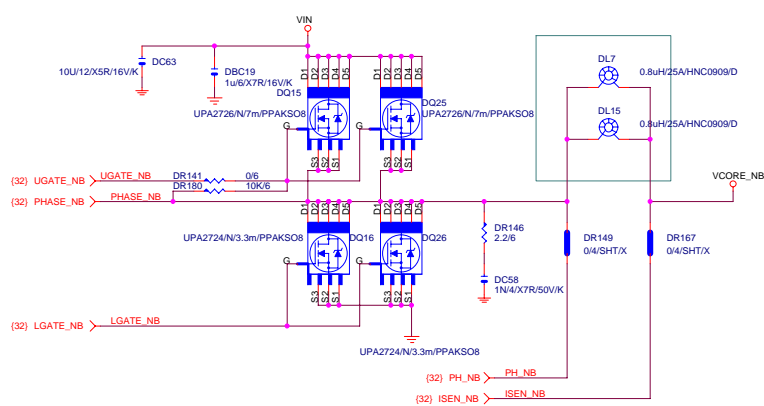 VIN
DC63
10U/12/X5R/16V/K
DBC19
1u/6/X7R/16V/K
D1 D2 D3 D4 D5
D1 D2 D3 D4 D5
DQ15
UPA2726/N/7m/PPAKSO8
DQ25
UPA2726/N/7m/PPAKSO8
G
G
S3 S2 S1
S3 S2 S1
DL7
0.8uH/25A/HNC0909/D
DL15
0.8uH/25A/HNC0909/D
{32} UGATE_NB
UGATE_NB
DR141
0/6
DR180
10K/6
{32} PHASE_NB
PHASE_NB
VCORE_NB
D1 D2 D3 D4 D5
D1 D2 D3 D4 D5
UPA2724/N/3.3m/PPAKSO8
DQ16
DQ26
G
G
S3 S2 S1
S3 S2 S1
DR146
2.2/6
DC58
1N/4/X7R/50V/K
DR149
0/4/SHT/X
DR167
0/4/SHT/X
{32} LGATE_NB
LGATE_NB
UPA2724/N/3.3m/PPAKSO8
{32} PH_NB
PH_NB
{32} ISEN_NB
ISEN_NB